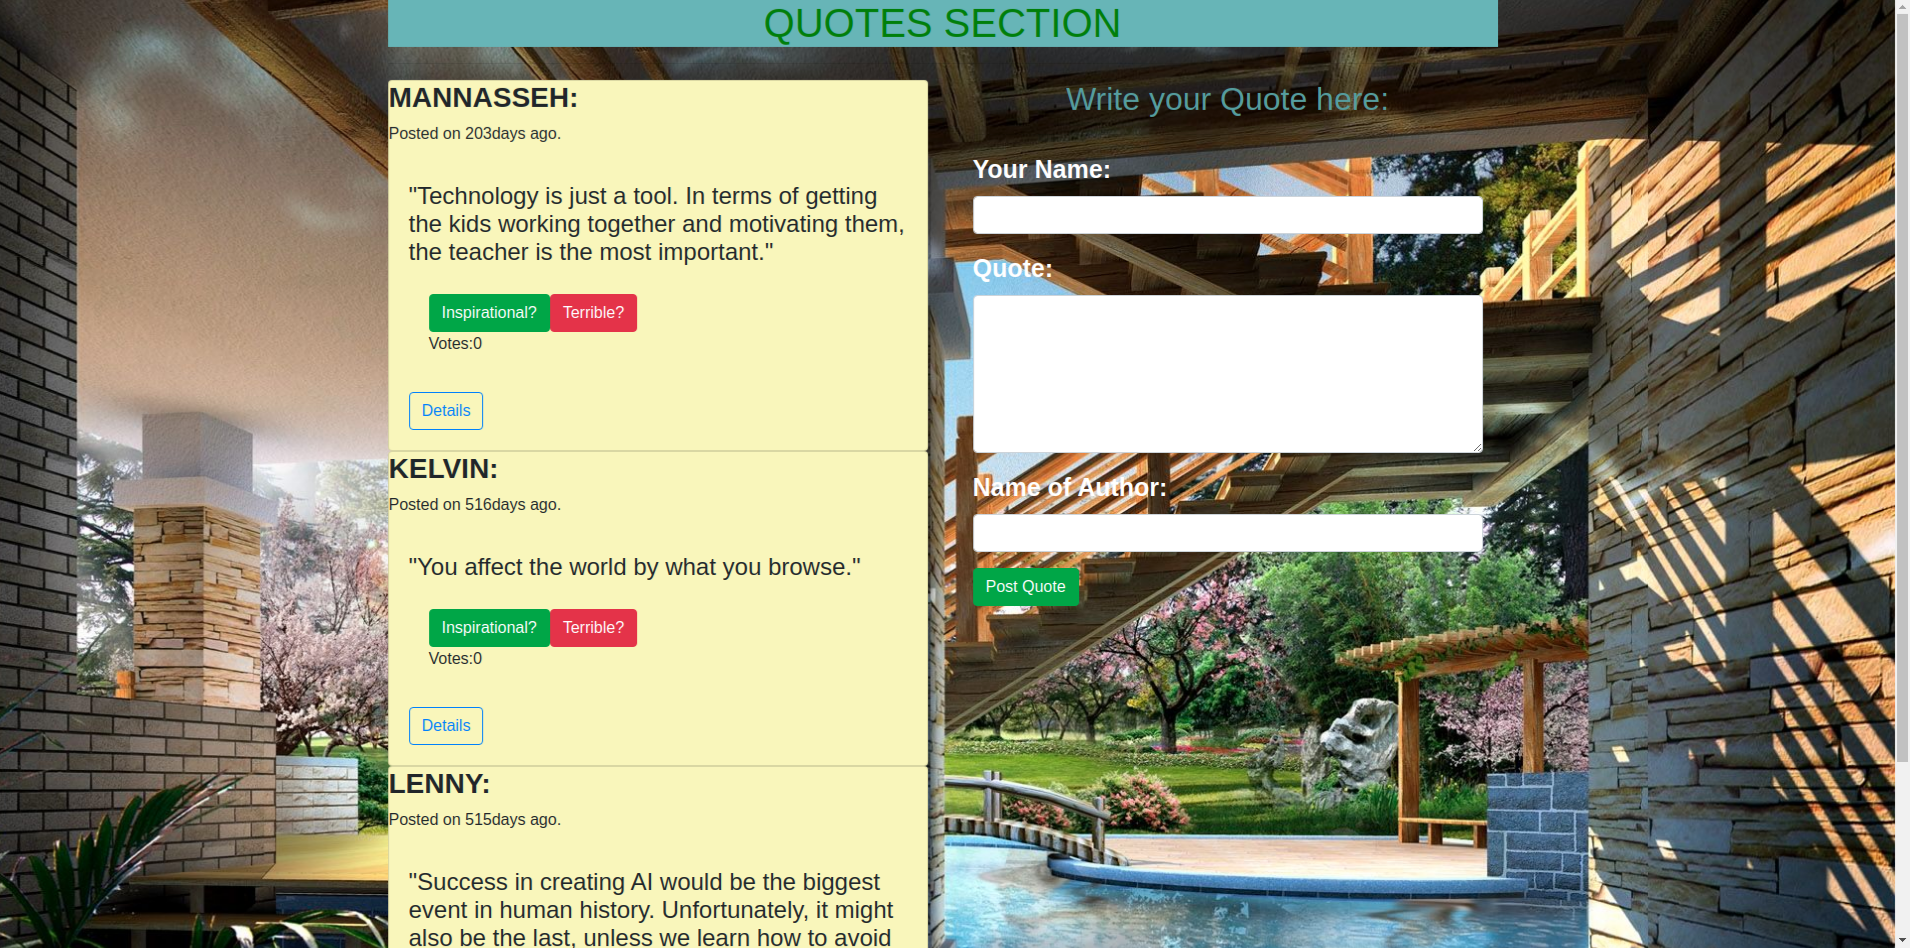 QUOTES SECTION
MANNASSEH:
Posted on 203days ago.
"Technology is just a tool. In terms of getting
the kids working together and motivating them,
the teacher is the most important."
Inspirational? Terrible?
Votes:0
Details
KELVIN:
Posted on 516days ago.
"You affect the world by what you browse."
Inspirational? Terrible?
Votes:0
Details
LENNY:
Posted on 515days ago.
"Success in creating AI would be the biggest
event in human history. Unfortunately, it might
also be the last, unless we learn how to avoid
Write your Quote here:
Your Name:
Quote:
Name of Author:
Post Quote